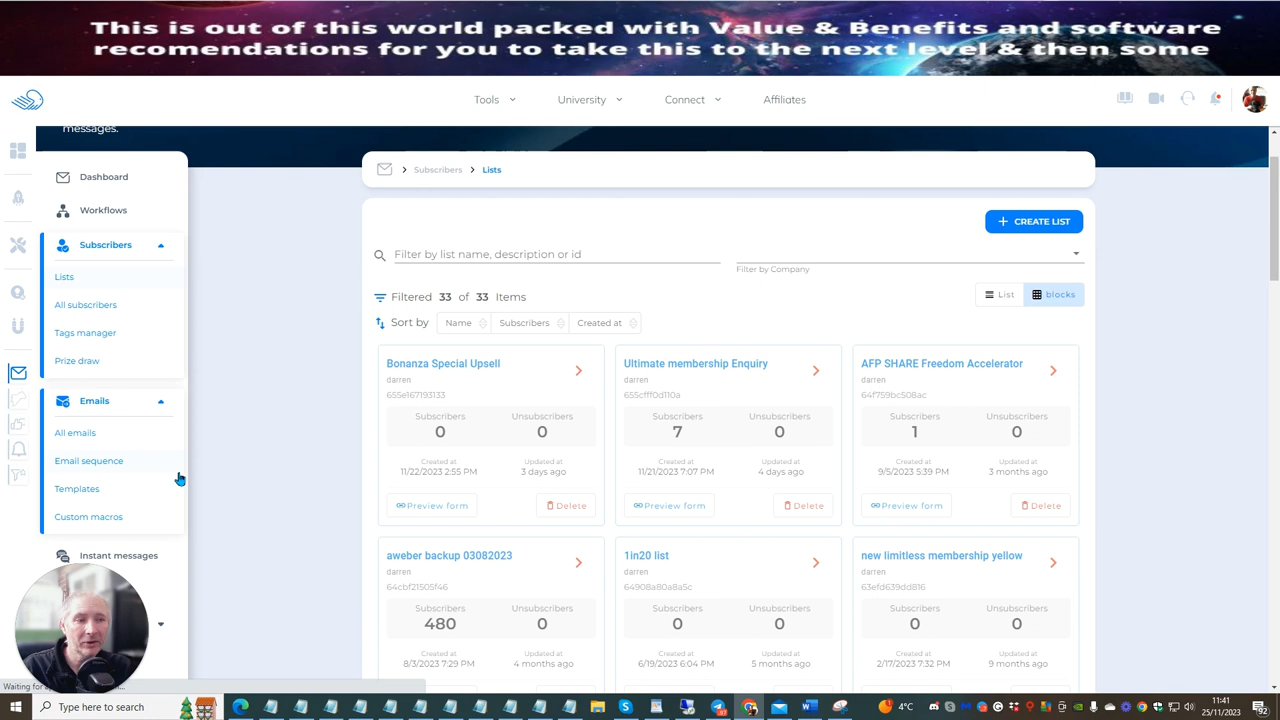 This is out of this world packed with Value & Benefits and software
recomendations for you to take this to the next level & then some
Tools
University
Connect
Affiliates
messages.
Dashboard
Workflows
Subscribers
Lists
All subscribers
Tags manager
Prize draw
Emails
All emails
Email sequence
Templates
Custom macros
Instant messages
Subscribers
Lists
CREATE LIST
Filter by list name, description or id
Filter by Company
Filtered 33 of 33 Items
List
blocks
Sort by
Name
Subscribers
Created at
Bonanza Special Upsell
darren
655e167193133
Subscribers
Unsubscribers
0
0
Created at
Updated at
11/22/2023 2:55 PM
3 days ago
Preview form
Delete
Ultimate membership Enquiry
darren
655cfff0d110a
Subscribers
Unsubscribers
7
0
Created at
Updated at
11/21/2023 7:07 PM
4 days ago
Preview form
Delete
AFP SHARE Freedom Accelerator
darren
64f759bc508ac
Subscribers
Unsubscribers
1
0
Created at
Updated at
9/5/2023 5:39 PM
3 months ago
Preview form
Delete
aweber backup 03082023
darren
64cbf21505f46
Subscribers
Unsubscribers
480
0
Created at
Updated at
8/3/2023 7:29 PM
4 months ago
1in20 list
darren
64908a80a8a5c
Subscribers
Unsubscribers
0
0
Created at
Updated at
6/19/2023 6:04 PM
5 months ago
new limitless membership yellow
darren
63efd639dd816
Subscribers
Unsubscribers
0
0
Created at
Updated at
2/17/2023 7:32 PM
9 months ago
Type here to search
4°C
11:41
25/11/2023